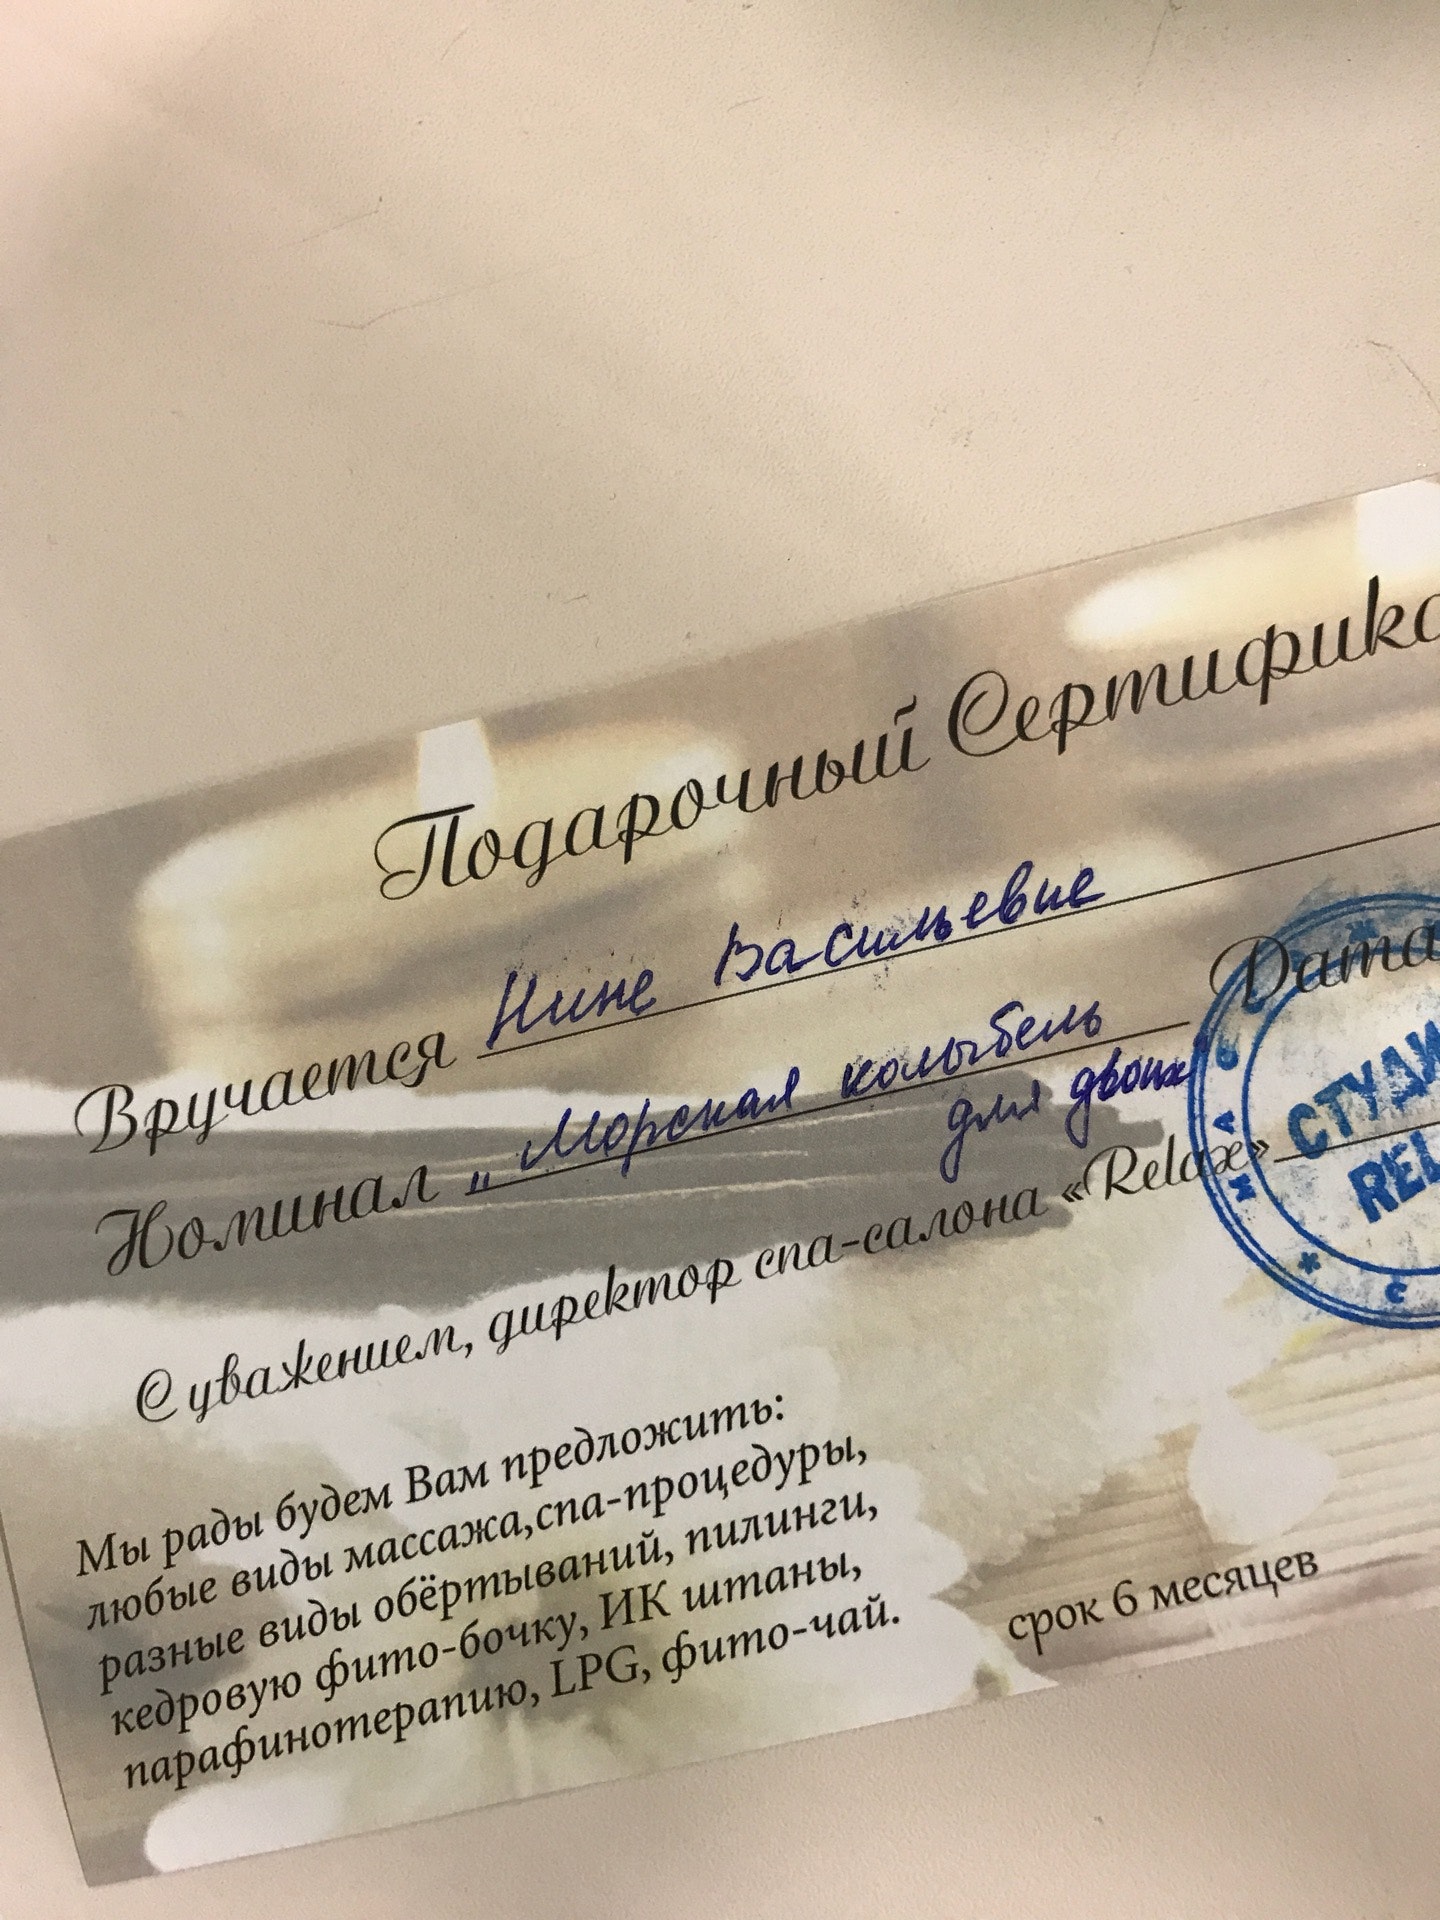 Подарочный Сертифика
Вручается Нине Васильевне
Номинал „Морская колыбель
для двоих"
Дата
С уважением, директор спа-салона «Relax»
МАСС
СТУДИ
REL
С
Мы рады будем Вам предложить:
любые виды массажа,спа-процедуры,
разные виды обёртываний, пилинги,
кедровую фито-бочку, ИК штаны,
парафинотерапию, LPG, фито-чай.
срок 6 месяцев